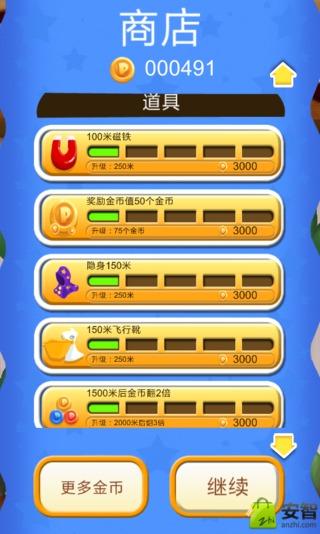 商店
000491
道具
100米磁铁
升级：250米 3000
奖励金币值50个金币
升级：75个金币 3000
隐身150米
升级：250米 3000
150米飞行靴
升级：250米 3000
1500米后金币翻2倍
升级：2000米后翻3倍 3000
更多金币
继续
安智
anzhi.com